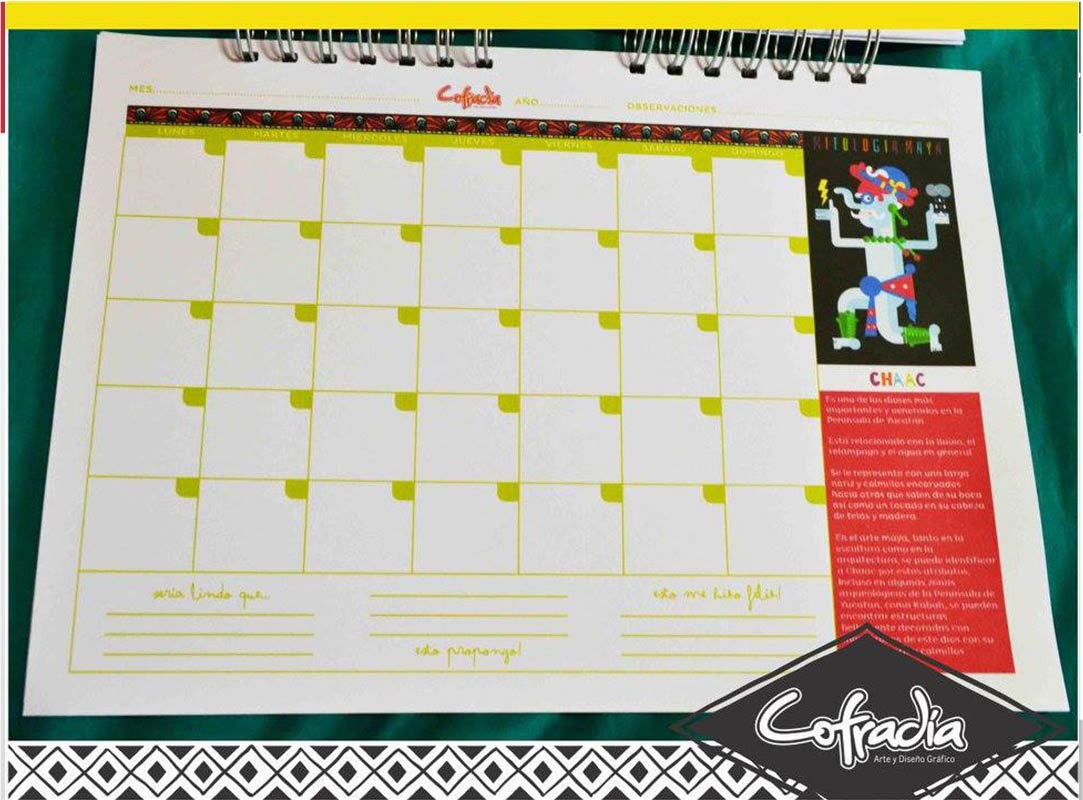 MES.......... Cofradía AÑO.......... OBSERVACIONES..........
LUNES MARTES MIERCOLES JUEVES VIERNES SABADO DOMINGO
MITOLOGIA MAYA
CHAAC
Es uno de los dioses más
importantes y venerados en la
Península de Yucatán
Está relacionado con la lluvia, el
relámpago y el agua en general
Se le representa con una larga
nariz y colmillos encorvados
hacia atrás que salen de su boca
así como un tocado en su cabeza
de telas y madera.
En el arte maya, tanto en la
escultura como en la
arquitectura, se puede identificar
a Chaac por estos atributos.
Incluso en algunas zonas
arqueológicas de la Península de
Yucatán, como Kabah, se pueden
encontrar estructuras
decoradas con
de este dios con su
colmillos
sería lindo que...
esto me hizo feliz!
esto propongo!
Cofradía
Arte y Diseño Gráfico